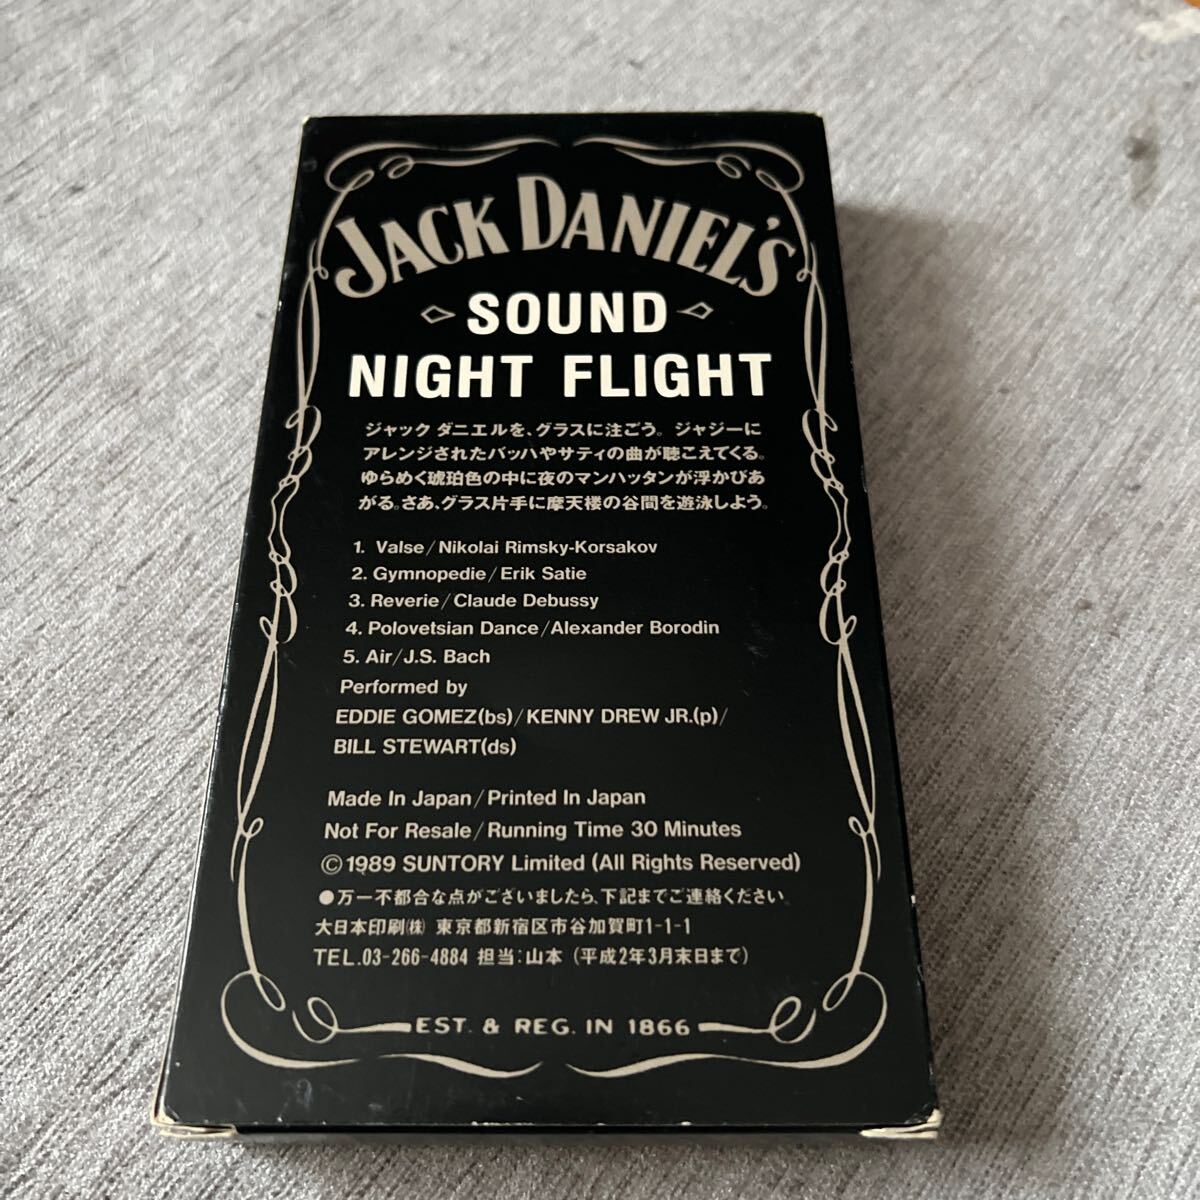 JACK DANIEL'S
SOUND
NIGHT FLIGHT
ジャック ダニエルを、グラスに注ごう。ジャジーに
アレンジされたバッハやサティの曲が聴こえてくる。
ゆらめく琥珀色の中に夜のマンハッタンが浮かびあ
がる。さあ、グラス片手に摩天楼の谷間を遊泳しよう。
1. Valse/Nikolai Rimsky-Korsakov
2. Gymnopedie/Erik Satie
3. Reverie/Claude Debussy
4. Polovetsian Dance/Alexander Borodin
5. Air/J.S. Bach
Performed by
EDDIE GOMEZ(bs)/KENNY DREW JR.(p)/
BILL STEWART(ds)
Made In Japan/Printed In Japan
Not For Resale/Running Time 30 Minutes
©1989 SUNTORY Limited (All Rights Reserved)
●万一不都合な点がございましたら、下記までご連絡ください。
大日本印刷㈱ 東京都新宿区市谷加賀町1-1-1
TEL.03-266-4884 担当:山本 (平成2年3月末日まで)
EST. & REG. IN 1866